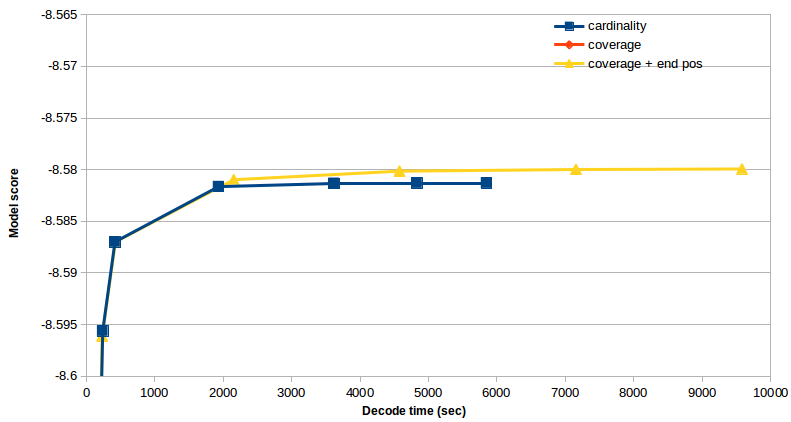 -8.565
cardinality
coverage
coverage + end pos
-8.57
-8.575
-8.58
-8.585
-8.59
-8.595
-8.6
Model score
0 1000 2000 3000 4000 5000 6000 7000 8000 9000 10000
Decode time (sec)